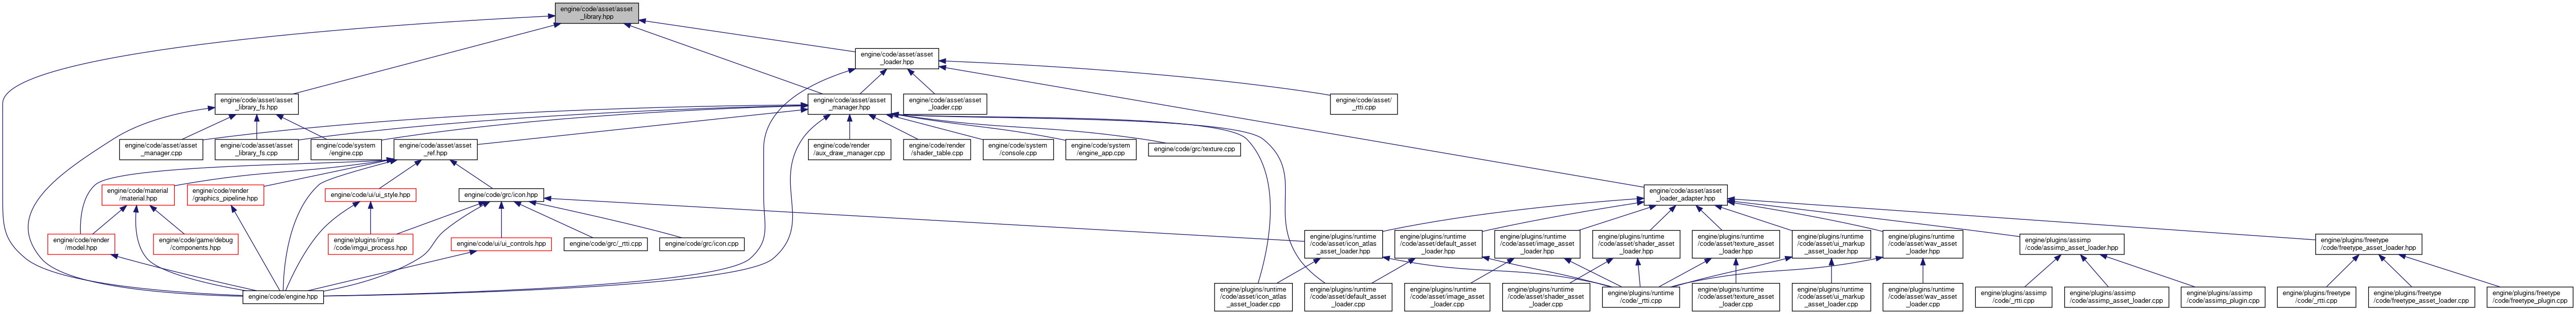 engine/code/asset/asset
_library.hpp
engine/code/asset/asset
_loader.hpp
engine/code/asset/asset
_library_fs.hpp
engine/code/asset/asset
_manager.hpp
engine/code/asset/asset
_loader.cpp
engine/code/asset/
_rtti.cpp
engine/code/asset/asset
_manager.cpp
engine/code/asset/asset
_library_fs.cpp
engine/code/system
/engine.cpp
engine/code/asset/asset
_ref.hpp
engine/code/render
/aux_draw_manager.cpp
engine/code/render
/shader_table.cpp
engine/code/system
/console.cpp
engine/code/system
/engine_app.cpp
engine/code/grc/texture.cpp
engine/code/material
/material.hpp
engine/code/render
/graphics_pipeline.hpp
engine/code/ui/ui_style.hpp
engine/code/grc/icon.hpp
engine/code/asset/asset
_loader_adapter.hpp
engine/code/render
/model.hpp
engine/code/game/debug
/components.hpp
engine/plugins/imgui
/code/imgui_process.hpp
engine/code/ui/ui_controls.hpp
engine/code/grc/_rtti.cpp
engine/code/grc/icon.cpp
engine/plugins/runtime
/code/asset/icon_atlas
_asset_loader.hpp
engine/plugins/runtime
/code/asset/default_asset
_loader.hpp
engine/plugins/runtime
/code/asset/image_asset
_loader.hpp
engine/plugins/runtime
/code/asset/shader_asset
_loader.hpp
engine/plugins/runtime
/code/asset/texture_asset
_loader.hpp
engine/plugins/runtime
/code/asset/ui_markup
_asset_loader.hpp
engine/plugins/runtime
/code/asset/wav_asset
_loader.hpp
engine/plugins/assimp
/code/assimp_asset_loader.hpp
engine/plugins/freetype
/code/freetype_asset_loader.hpp
engine/code/engine.hpp
engine/plugins/runtime
/code/asset/icon_atlas
_asset_loader.cpp
engine/plugins/runtime
/code/asset/default_asset
_loader.cpp
engine/plugins/runtime
/code/asset/image_asset
_loader.cpp
engine/plugins/runtime
/code/asset/shader_asset
_loader.cpp
engine/plugins/runtime
/code/_rtti.cpp
engine/plugins/runtime
/code/asset/texture_asset
_loader.cpp
engine/plugins/runtime
/code/asset/ui_markup
_asset_loader.cpp
engine/plugins/runtime
/code/asset/wav_asset
_loader.cpp
engine/plugins/assimp
/code/_rtti.cpp
engine/plugins/assimp
/code/assimp_asset_loader.cpp
engine/plugins/assimp
/code/assimp_plugin.cpp
engine/plugins/freetype
/code/_rtti.cpp
engine/plugins/freetype
/code/freetype_asset_loader.cpp
engine/plugins/freetype
/code/freetype_plugin.cpp